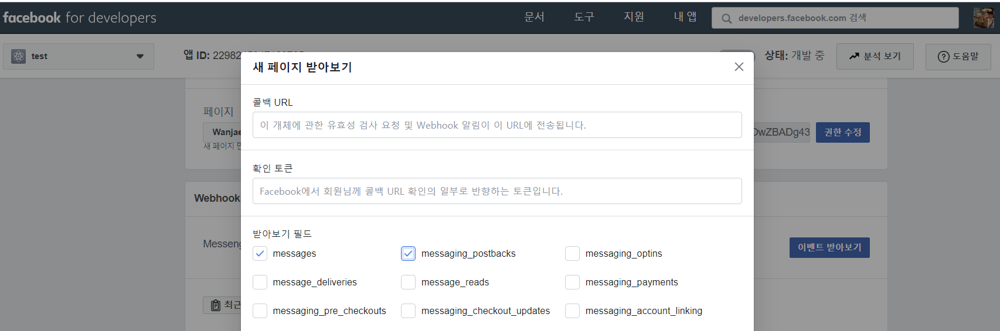 facebook for developers
문서 도구 지원 내 앱 developers.facebook.com 검색
test 앱 ID: 상태: 개발 중 분석 보기 도움말
새 페이지 받아보기
콜백 URL
이 개체에 관한 유효성 검사 요청 및 Webhook 알림이 이 URL에 전송됩니다.
페이지
Wanjae DwZBADg43 권한 수정
새 페이지
확인 토큰
Facebook에서 회원님께 콜백 URL 확인의 일부로 반향하는 토큰입니다.
Webhook
받아보기 필드
messages messaging_postbacks messaging_optins
Messeng 이벤트 받아보기
message_deliveries message_reads messaging_payments
최근
messaging_pre_checkouts messaging_checkout_updates messaging_account_linking